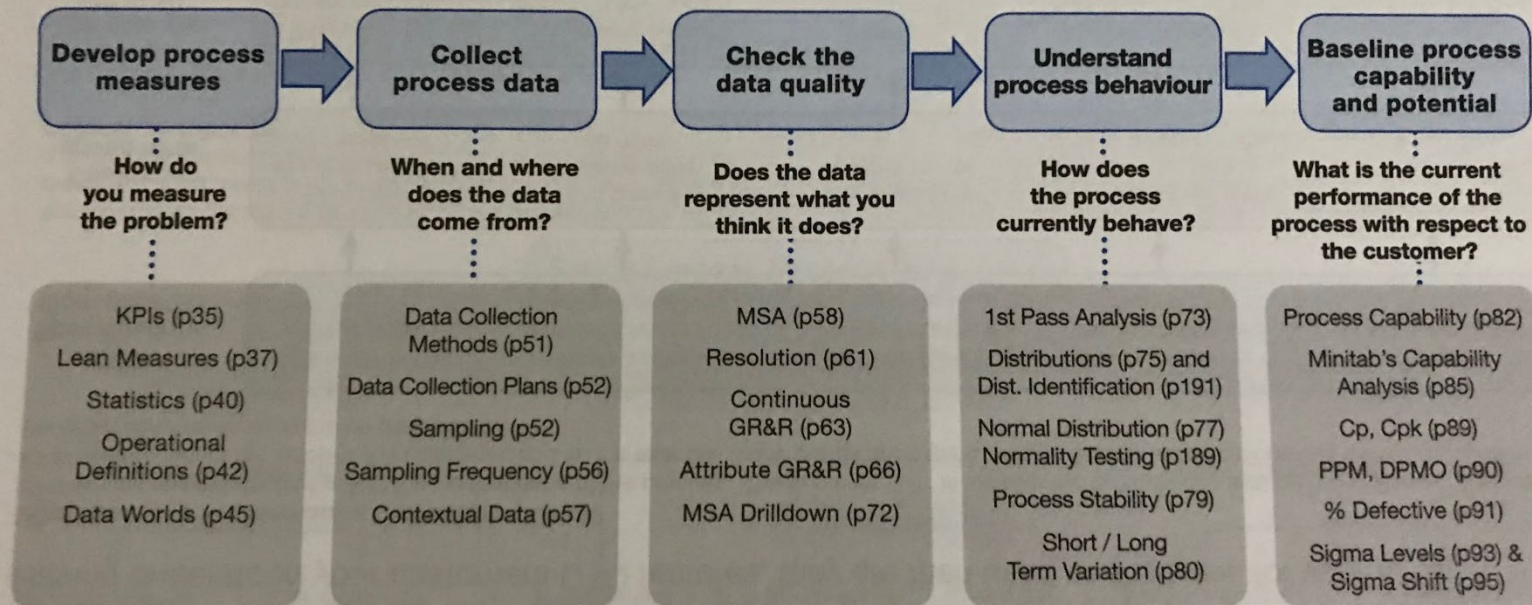 Develop process
measures
Collect
process data
Check the
data quality
Understand
process behaviour
Baseline process
capability
and potential
How do
you measure
the problem?
When and where
does the data
come from?
Does the data
represent what you
think it does?
How does
the process
currently behave?
What is the current
performance of the
process with respect to
the customer?
KPIs (p35)
Lean Measures (p37)
Statistics (p40)
Operational
Definitions (p42)
Data Worlds (p45)
Data Collection
Methods (p51)
Data Collection Plans (p52)
Sampling (p52)
Sampling Frequency (p56)
Contextual Data (p57)
MSA (p58)
Resolution (p61)
Continuous
GR&R (p63)
Attribute GR&R (p66)
MSA Drilldown (p72)
1st Pass Analysis (p73)
Distributions (p75) and
Dist. Identification (p191)
Normal Distribution (p77)
Normality Testing (p189)
Process Stability (p79)
Short / Long
Term Variation (p80)
Process Capability (p82)
Minitab's Capability
Analysis (p85)
Cp, Cpk (p89)
PPM, DPMO (p90)
% Defective (p91)
Sigma Levels (p93) &
Sigma Shift (p95)